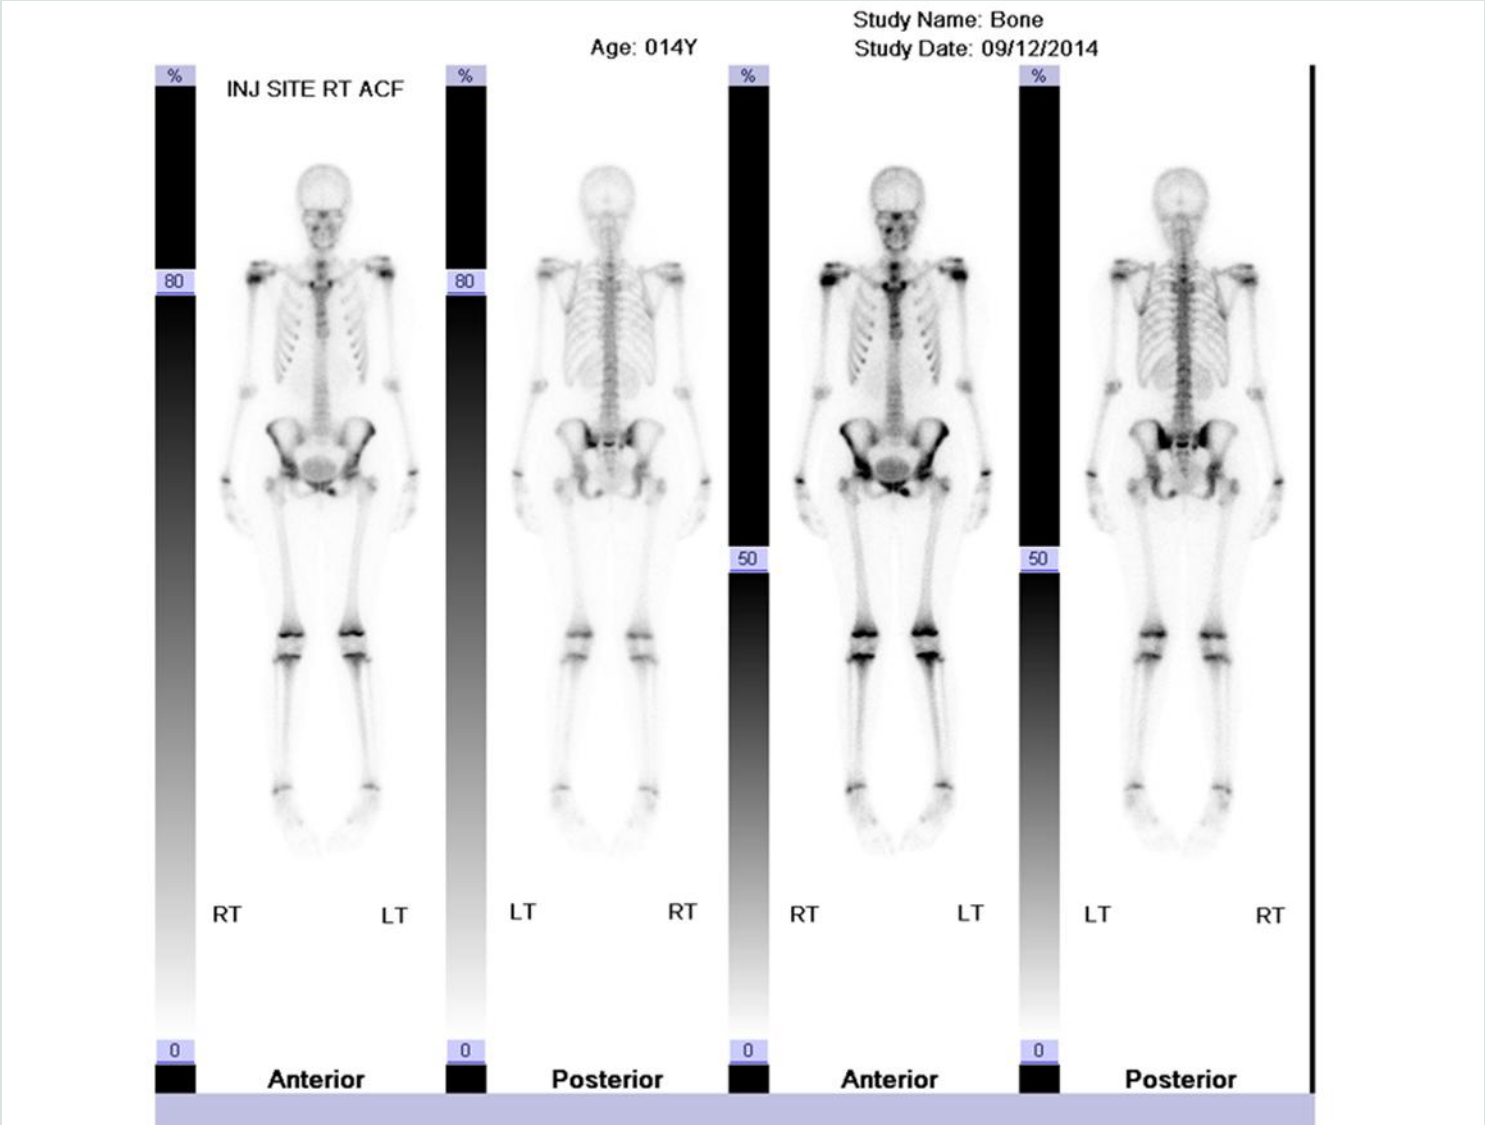 Study Name: Bone
Age: 014Y
Study Date: 09/12/2014
% % % %
INJ SITE RT ACF
80 80
50 50
RT LT LT RT RT LT LT RT
0 0 0 0
Anterior Posterior Anterior Posterior